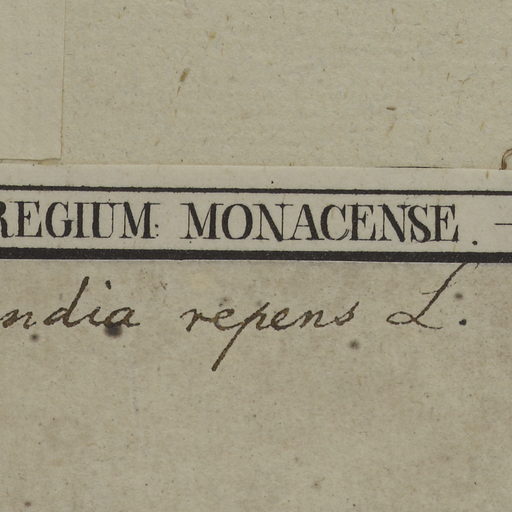 REGIUM MONACENSE. —
ndia repens L.